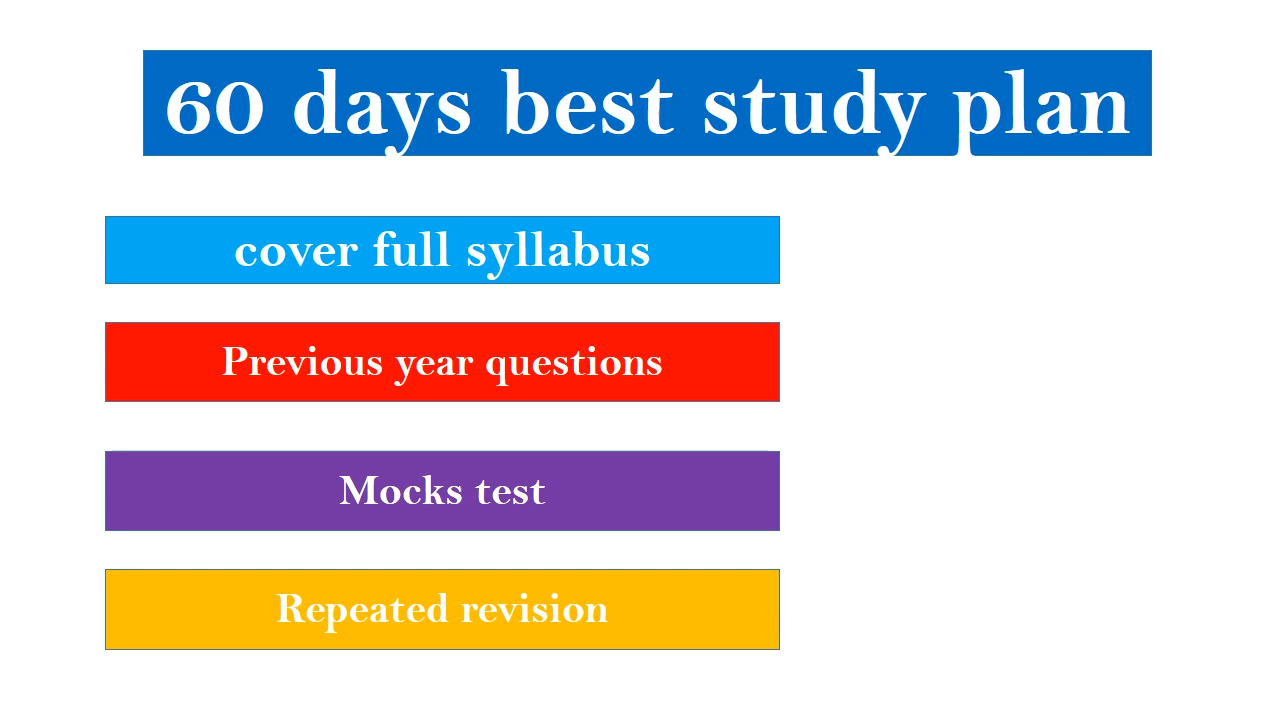 60 days best study plan
cover full syllabus
Previous year questions
Mocks test
Repeated revision